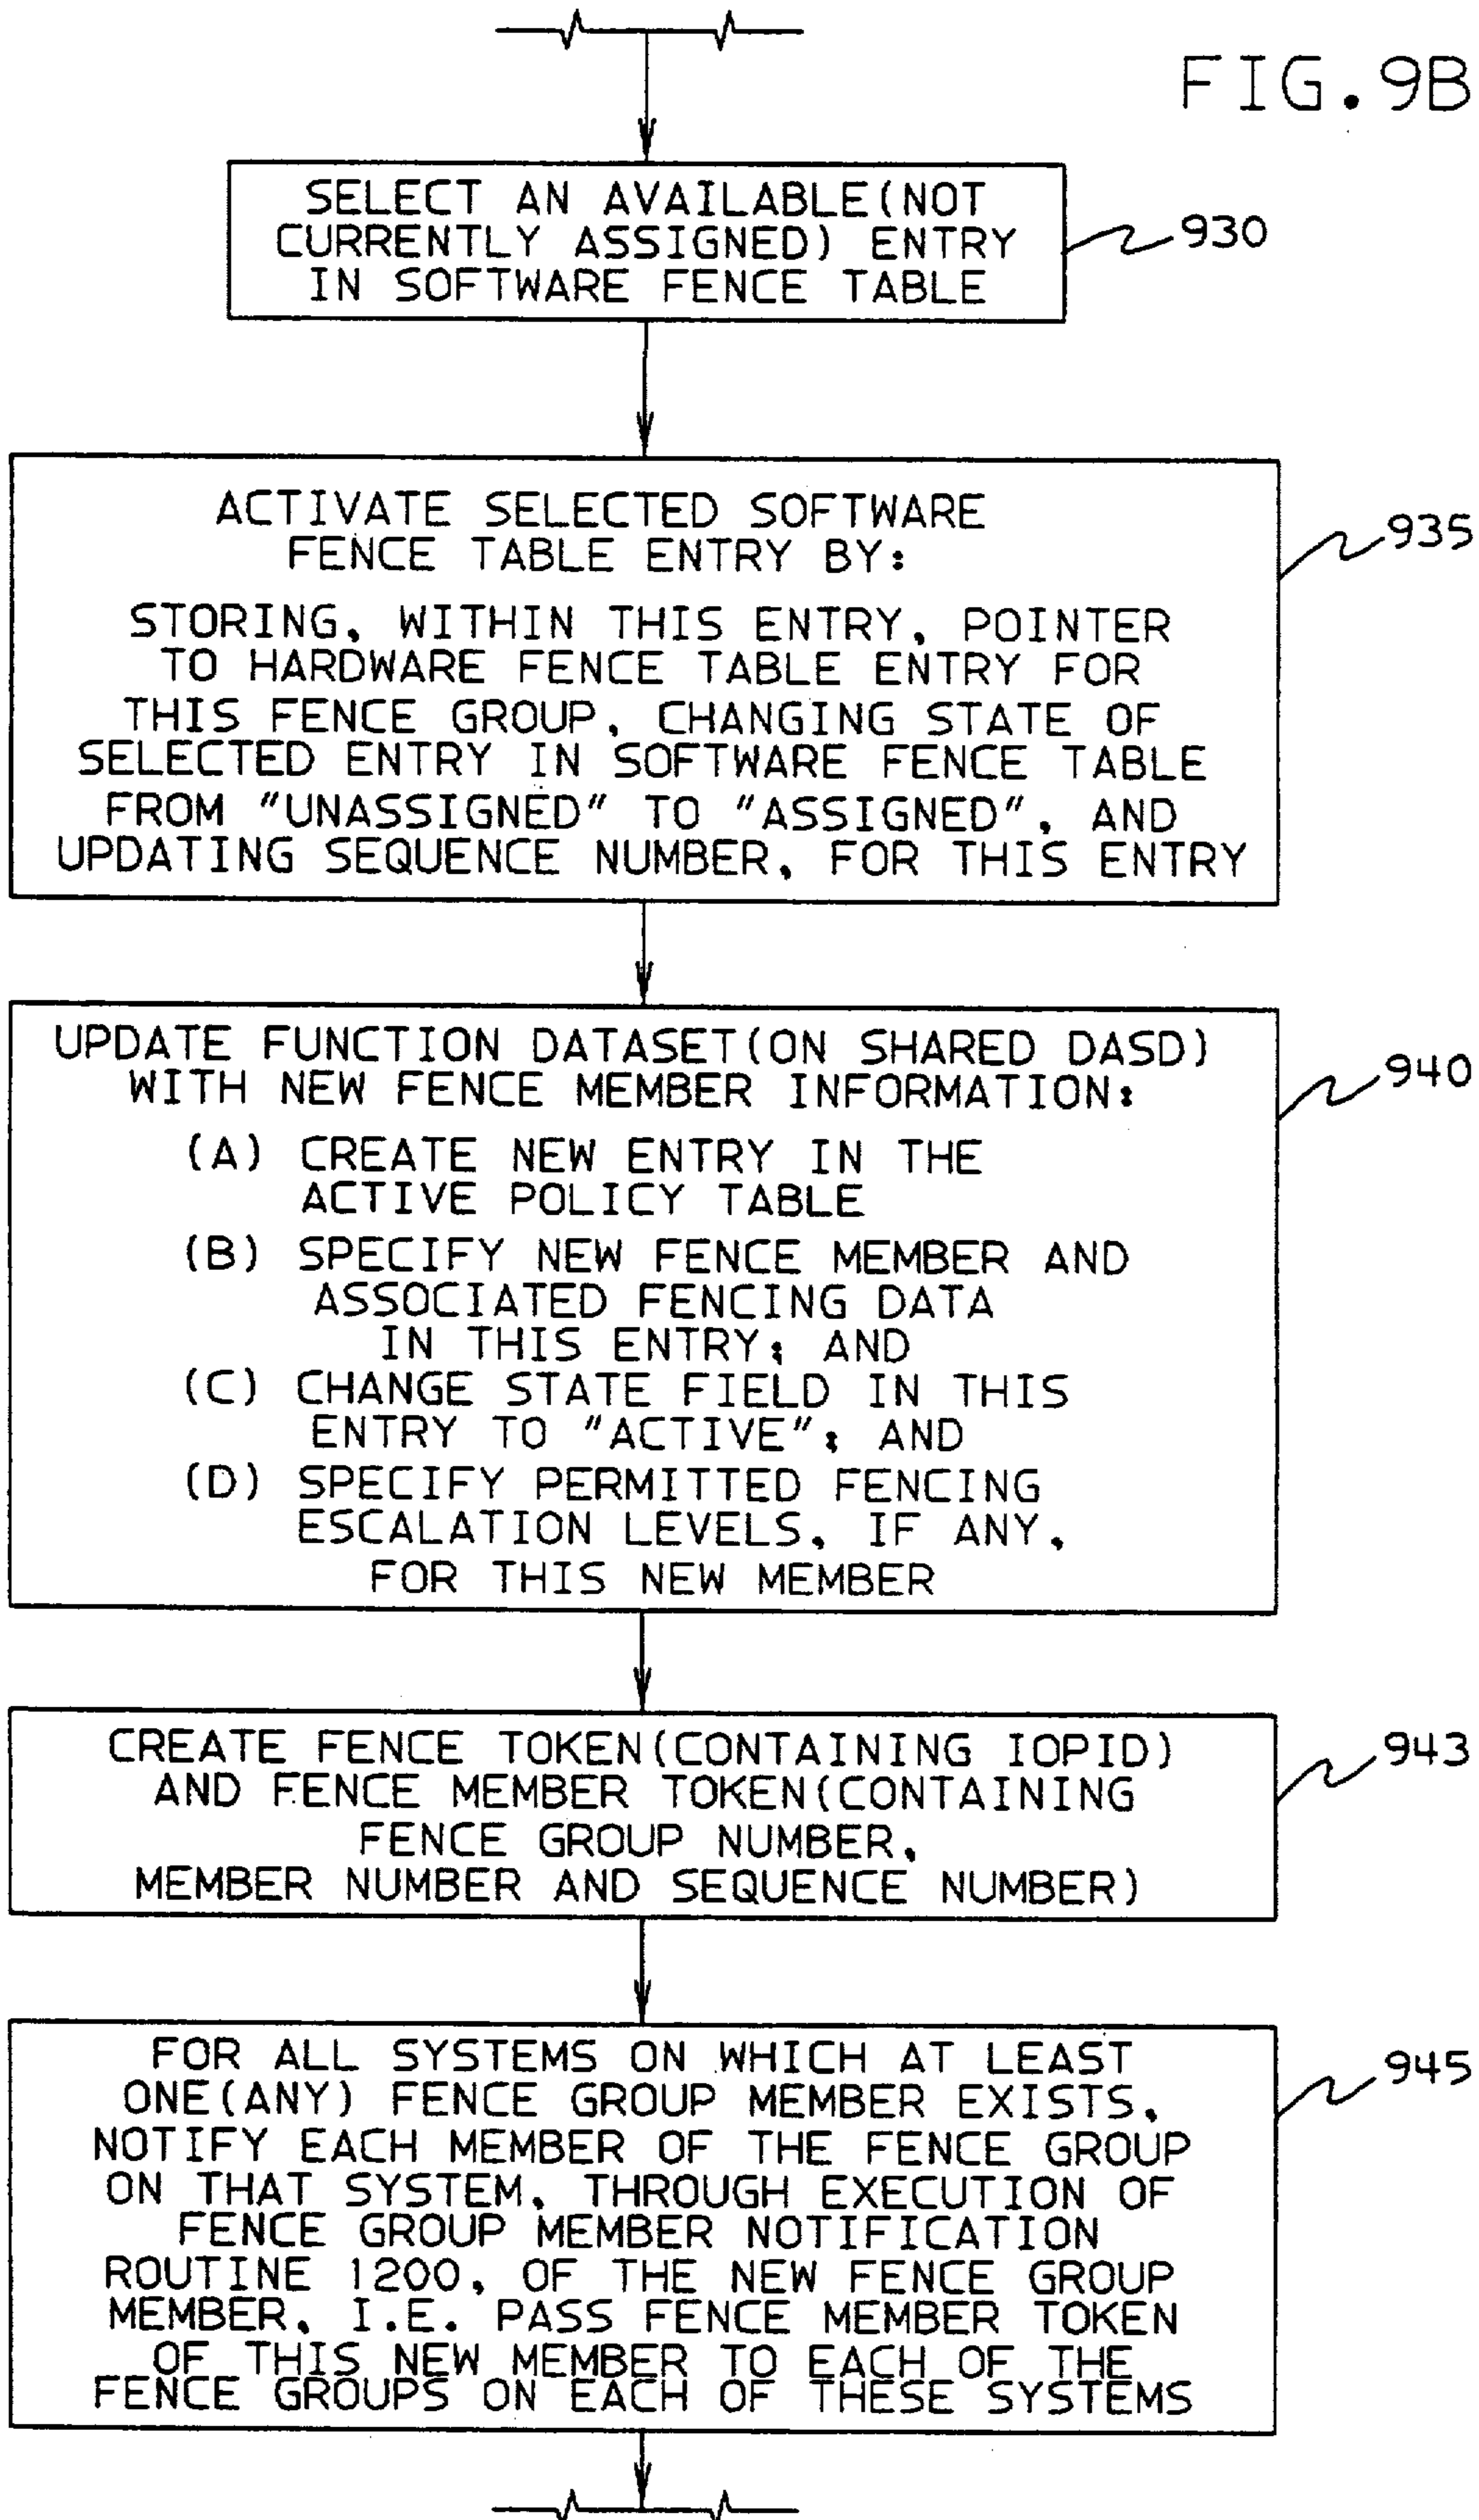 FIG.9B
SELECT AN AVAILABLE(NOT
CURRENTLY ASSIGNED) ENTRY
IN SOFTWARE FENCE TABLE
930
ACTIVATE SELECTED SOFTWARE
FENCE TABLE ENTRY BY:
STORING, WITHIN THIS ENTRY, POINTER
TO HARDWARE FENCE TABLE ENTRY FOR
THIS FENCE GROUP, CHANGING STATE OF
SELECTED ENTRY IN SOFTWARE FENCE TABLE
FROM "UNASSIGNED" TO "ASSIGNED", AND
UPDATING SEQUENCE NUMBER, FOR THIS ENTRY
935
UPDATE FUNCTION DATASET(ON SHARED DASD)
WITH NEW FENCE MEMBER INFORMATION:
(A) CREATE NEW ENTRY IN THE
ACTIVE POLICY TABLE
(B) SPECIFY NEW FENCE MEMBER AND
ASSOCIATED FENCING DATA
IN THIS ENTRY; AND
(C) CHANGE STATE FIELD IN THIS
ENTRY TO "ACTIVE"; AND
(D) SPECIFY PERMITTED FENCING
ESCALATION LEVELS, IF ANY,
FOR THIS NEW MEMBER
940
CREATE FENCE TOKEN(CONTAINING IOPID)
AND FENCE MEMBER TOKEN(CONTAINING
FENCE GROUP NUMBER,
MEMBER NUMBER AND SEQUENCE NUMBER)
943
FOR ALL SYSTEMS ON WHICH AT LEAST
ONE(ANY) FENCE GROUP MEMBER EXISTS,
NOTIFY EACH MEMBER OF THE FENCE GROUP
ON THAT SYSTEM, THROUGH EXECUTION OF
FENCE GROUP MEMBER NOTIFICATION
ROUTINE 1200, OF THE NEW FENCE GROUP
MEMBER, I.E. PASS FENCE MEMBER TOKEN
OF THIS NEW MEMBER TO EACH OF THE
FENCE GROUPS ON EACH OF THESE SYSTEMS
945